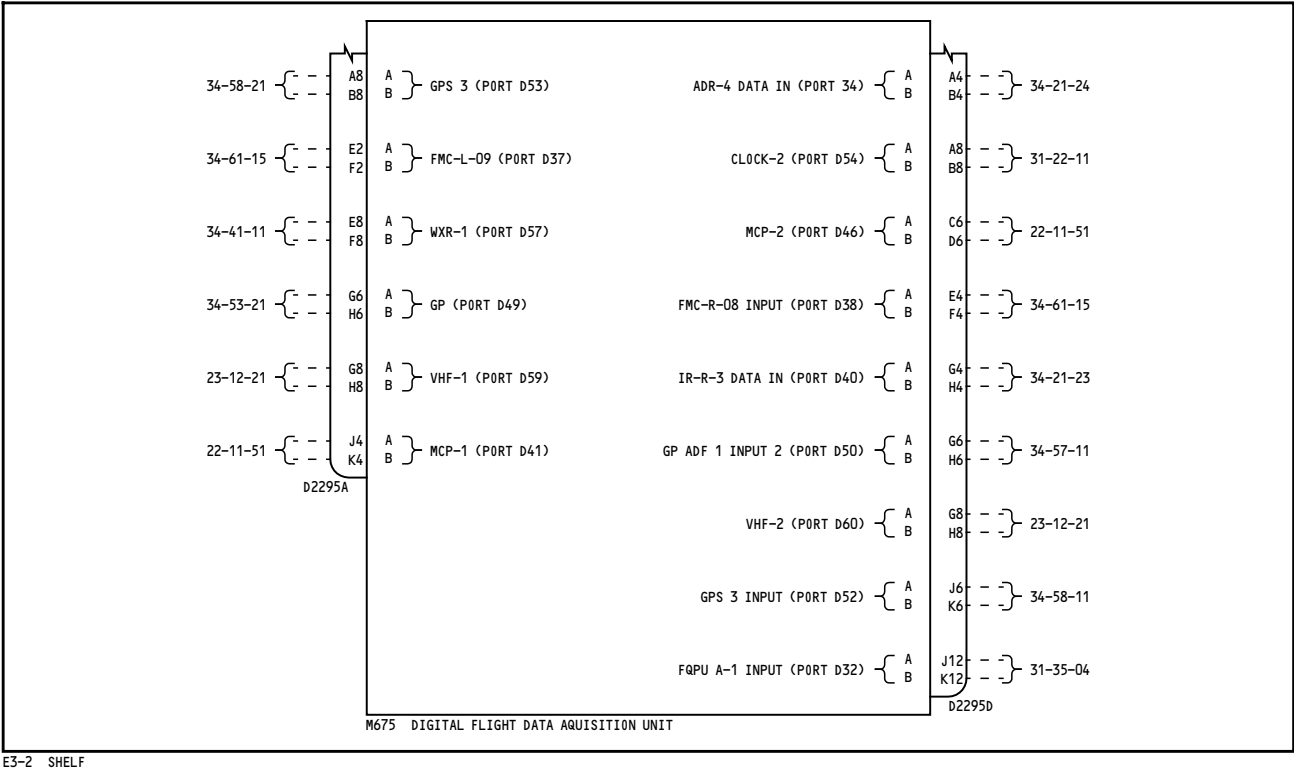 34-58-21 A8 A GPS 3 (PORT D53) ADR-4 DATA IN (PORT 34) A A4 34-21-24
B8 B B B4
34-61-15 E2 A FMC-L-09 (PORT D37) CLOCK-2 (PORT D54) A A8 31-22-11
F2 B B B8
34-41-11 E8 A WXR-1 (PORT D57) MCP-2 (PORT D46) A C6 22-11-51
F8 B B D6
34-53-21 G6 A GP (PORT D49) FMC-R-08 INPUT (PORT D38) A E4 34-61-15
H6 B B F4
23-12-21 G8 A VHF-1 (PORT D59) IR-R-3 DATA IN (PORT D40) A G4 34-21-23
H8 B B H4
22-11-51 J4 A MCP-1 (PORT D41) GP ADF 1 INPUT 2 (PORT D50) A G6 34-57-11
K4 B B H6
D2295A
VHF-2 (PORT D60) A G8 23-12-21
B H8
GPS 3 INPUT (PORT D52) A J6 34-58-11
B K6
FQPU A-1 INPUT (PORT D32) A J12 31-35-04
B K12
D2295D
M675 DIGITAL FLIGHT DATA AQUISITION UNIT
E3-2 SHELF